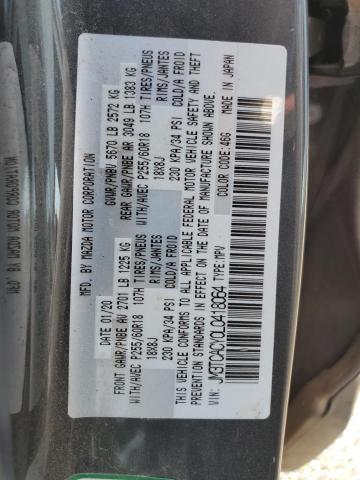 MFD. BY MAZDA MOTOR CORPORATION
DATE 01/20 GVWR/PNBV 5670 LB 2572 KG
FRONT GAWR/PNBE AV 2701 LB 1225 KG REAR GAWR/PNBE AR 3049 LB 1383 KG
WITH/AVEC P255/60R18 107H TIRES/PNEUS WITH/AVEC P255/60R18 107H TIRES/PNEUS
18X8J RIMS/JANTES 18X8J RIMS/JANTES
230 KPA/34 PSI COLD/A FROID 230 KPA/34 PSI COLD/A FROID
THIS VEHICLE CONFORMS TO ALL APPLICABLE FEDERAL MOTOR VEHICLE SAFETY AND THEFT
PREVENTION STANDARDS IN EFFECT ON THE DATE OF MANUFACTURE SHOWN ABOVE.
VIN: JM3TCACY0L0418064 TYPE: MPV COLOR CODE: 46G MADE IN JAPAN